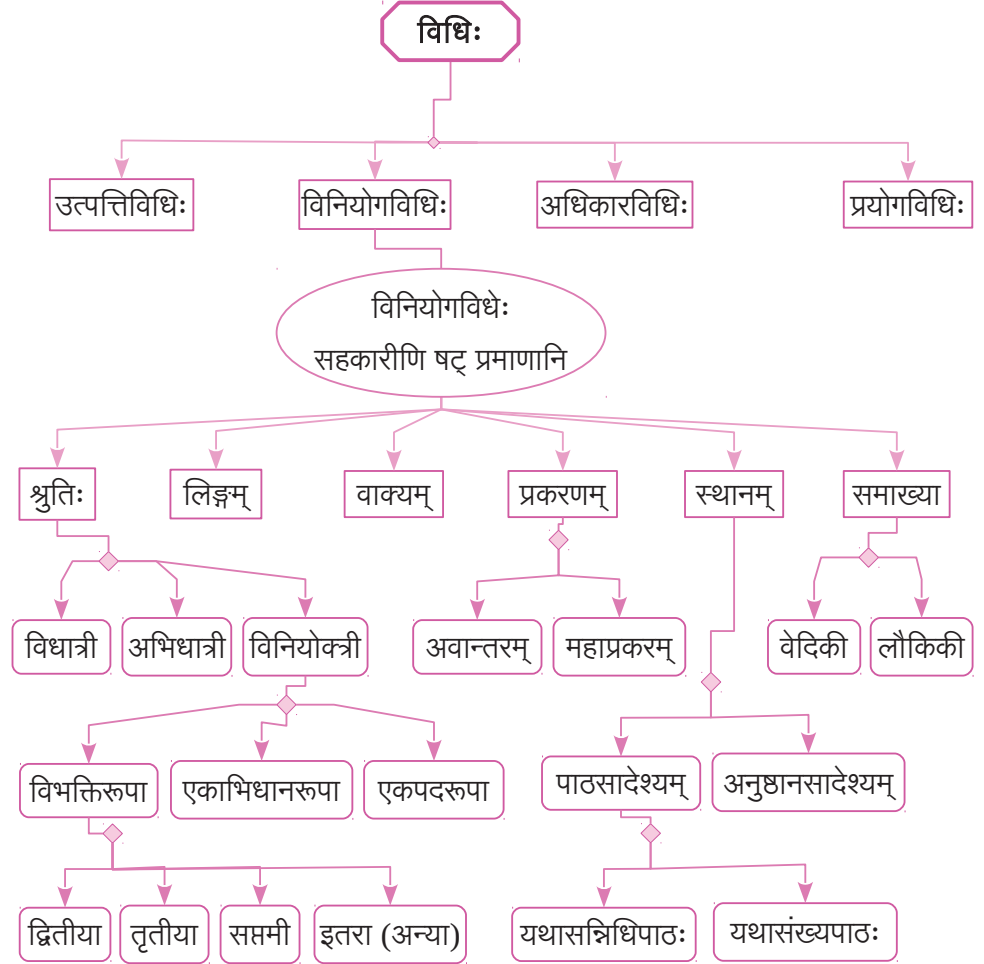 विधिः
उत्पत्तिविधिः
विनियोगविधिः
अधिकारविधिः
प्रयोगविधिः
विनियोगविधेः
सहकारीणि षट् प्रमाणानि
श्रुतिः
लिङ्गम्
वाक्यम्
प्रकरणम्
स्थानम्
समाख्या
विधात्री
अभिधात्री
विनियोक्त्री
अवान्तरम्
महाप्रकरम्
वेदिकी
लौकिकी
विभक्तिरूपा
एकाभिधानरूपा
एकपदरूपा
पाठसादेश्यम्
अनुष्ठानसादेश्यम्
द्वितीया
तृतीया
सप्तमी
इतरा (अन्या)
यथासन्निधिपाठः
यथासंख्यपाठः